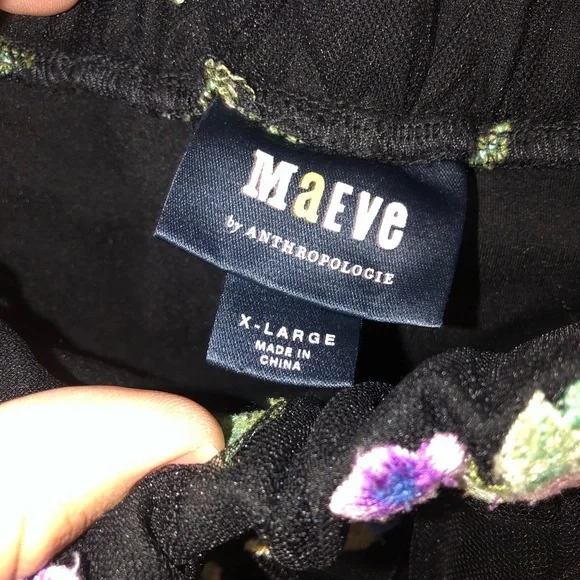 MaEVe
by ANTHROPOLOGIE
X-LARGE
MADE IN
CHINA